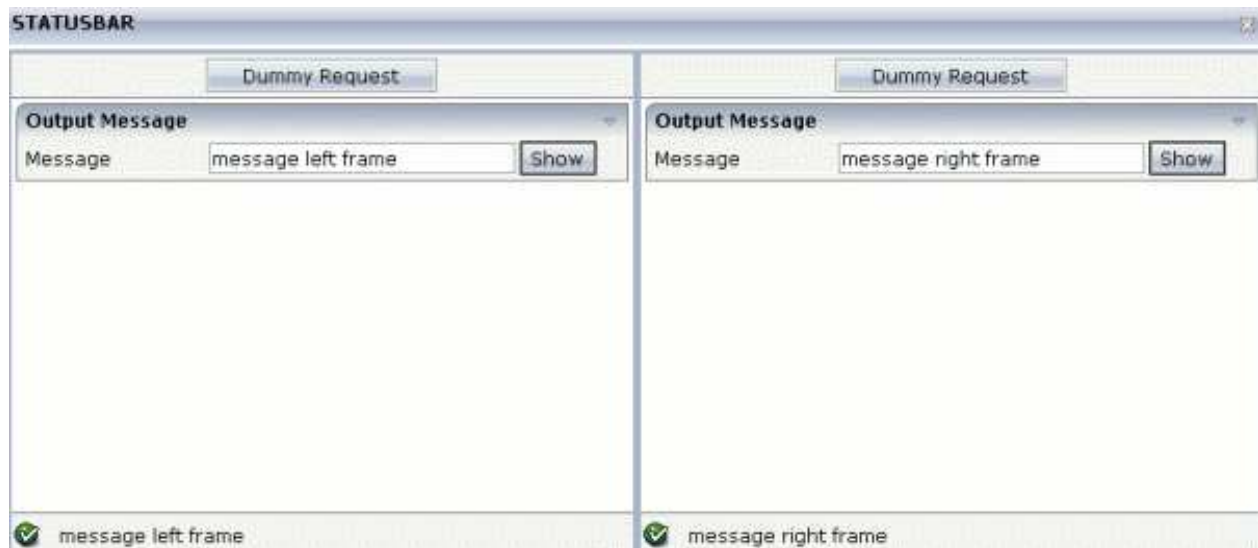 STATUSBAR
Dummy Request
Output Message
Message message left frame Show
message left frame
Dummy Request
Output Message
Message message right frame Show
message right frame